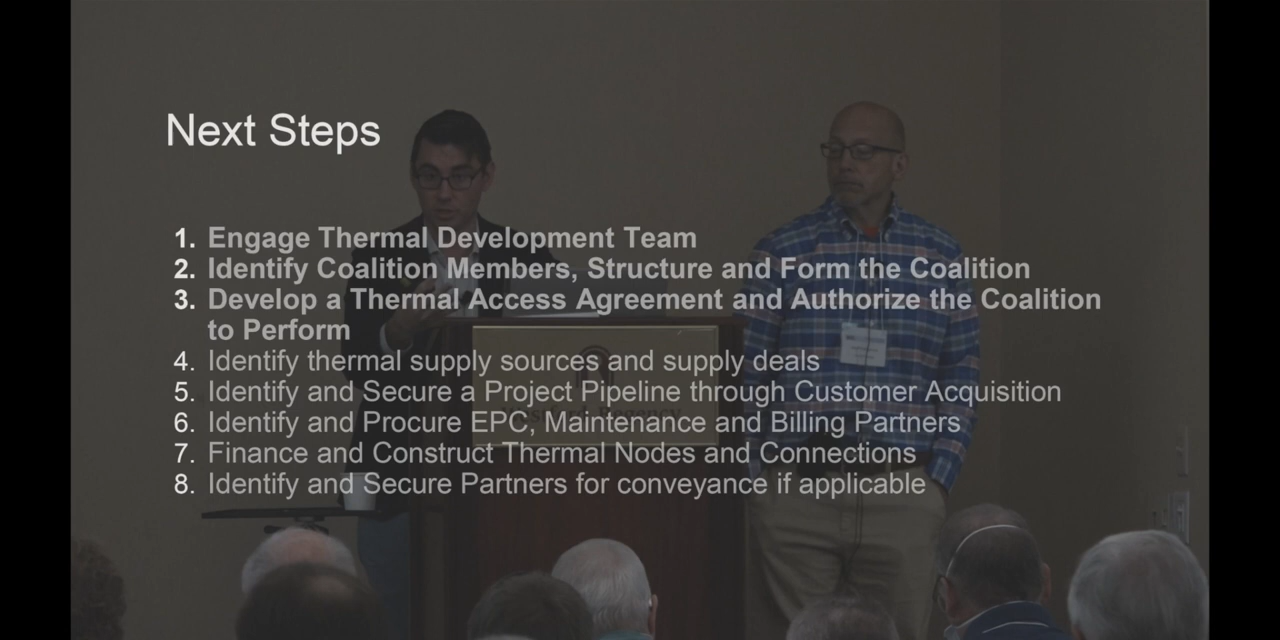 Next Steps
1. Engage Thermal Development Team
2. Identify Coalition Members, Structure and Form the Coalition
3. Develop a Thermal Access Agreement and Authorize the Coalition
to Perform
4. Identify thermal supply sources and supply deals
5. Identify and Secure a Project Pipeline through Customer Acquisition
6. Identify and Procure EPC, Maintenance and Billing Partners
7. Finance and Construct Thermal Nodes and Connections
8. Identify and Secure Partners for conveyance if applicable
Regency